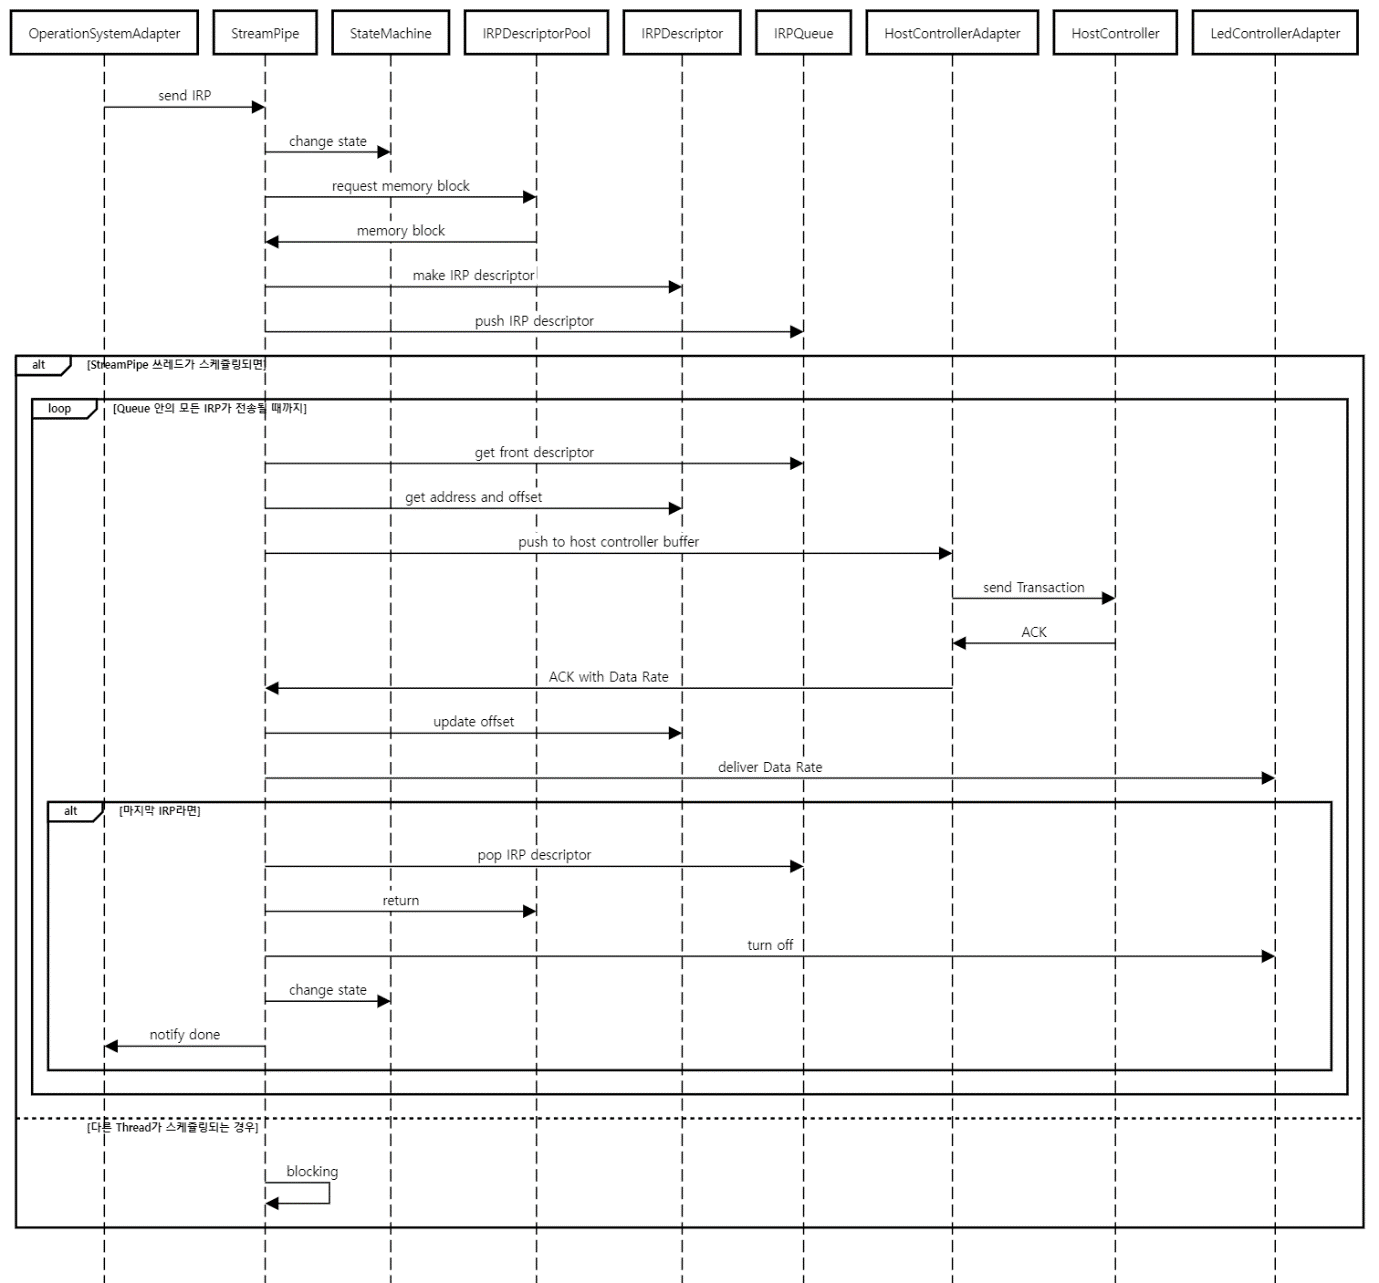 OperationSystemAdapter
StreamPipe
StateMachine
IRPDescriptorPool
IRPDescriptor
IRPQueue
HostControllerAdapter
HostController
LedControllerAdapter
send IRP
change state
request memory block
memory block
make IRP descriptor
push IRP descriptor
alt
[StreamPipe 쓰레드가 스케쥴링되면]
loop
[Queue 안의 모든 IRP가 전송될 때까지]
get front descriptor
get address and offset
push to host controller buffer
send Transaction
ACK
ACK with Data Rate
update offset
deliver Data Rate
alt
[마지막 IRP라면]
pop IRP descriptor
return
turn off
change state
notify done
[다른 Thread가 스케쥴링되는 경우]
blocking